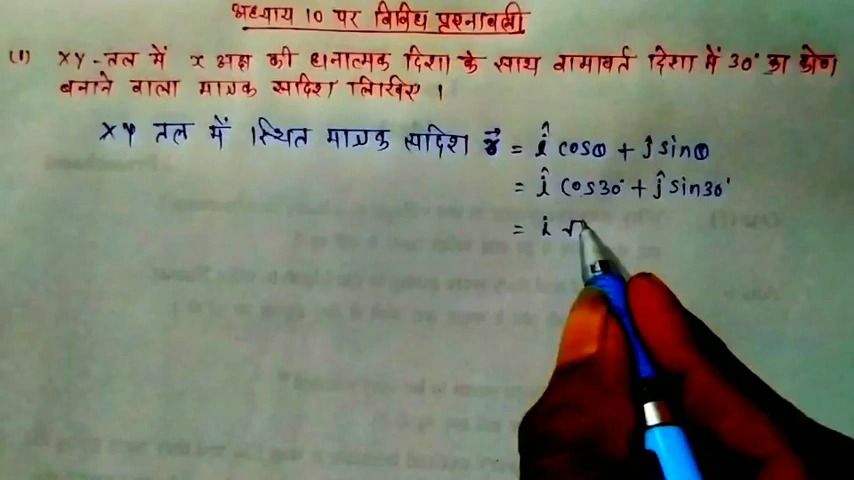 अध्याय 10 पर विविध प्रश्नावली
(1) XY-तल में x अक्ष की धनात्मक दिशा के साथ वामावर्त दिशा में 30° का कोण
बनाने वाला मात्रक सदिश लिखिए ।
XY तल में स्थित मात्रक सदिश r⃗ = î cosθ + ĵ sinθ
= î cos30° + ĵ sin30°
= i √